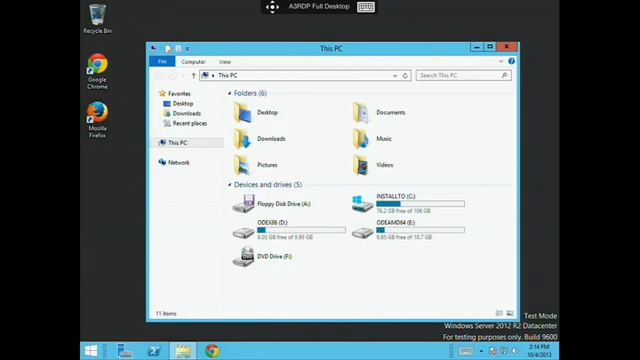 A3RDP Full Desktop
Recycle Bin
Google
Chrome
Mozilla
Firefox
This PC
File
Computer
View
This PC
Search This PC
Favorites
Desktop
Downloads
Recent places
This PC
Network
Folders (6)
Desktop
Documents
Downloads
Music
Pictures
Videos
Devices and drives (5)
Floppy Disk Drive (A:)
INSTALLTO (C:)
76.2 GB free of 106 GB
ODEX86 (D:)
9.03 GB free of 9.99 GB
ODEAMD64 (E:)
9.65 GB free of 10.7 GB
DVD Drive (F:)
DVD
11 items
Test Mode
Windows Server 2012 R2 Datacenter
For testing purposes only. Build 9600
2:14 PM
10/4/2013